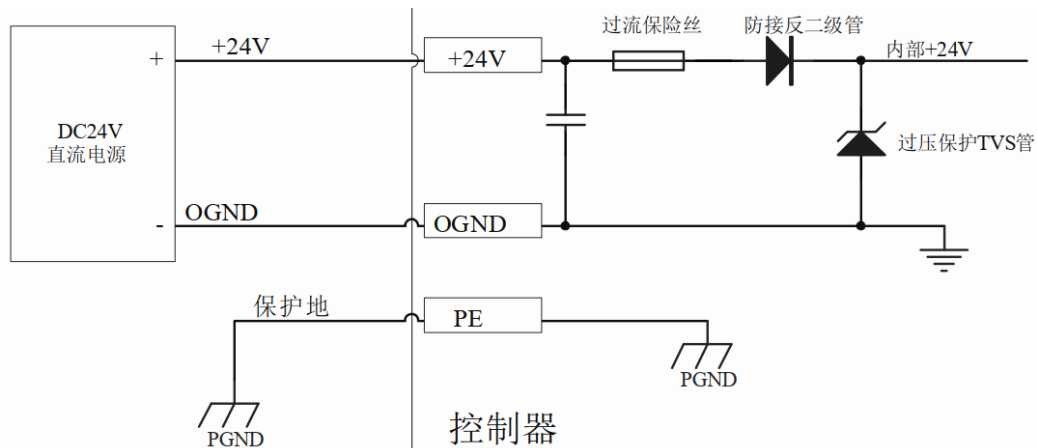 过流保险丝
防接反二级管
+
+24V
+24V
内部+24V
DC24V
直流电源
过压保护TVS管
-
OGND
OGND
保护地
PE
PGND
PGND
控制器